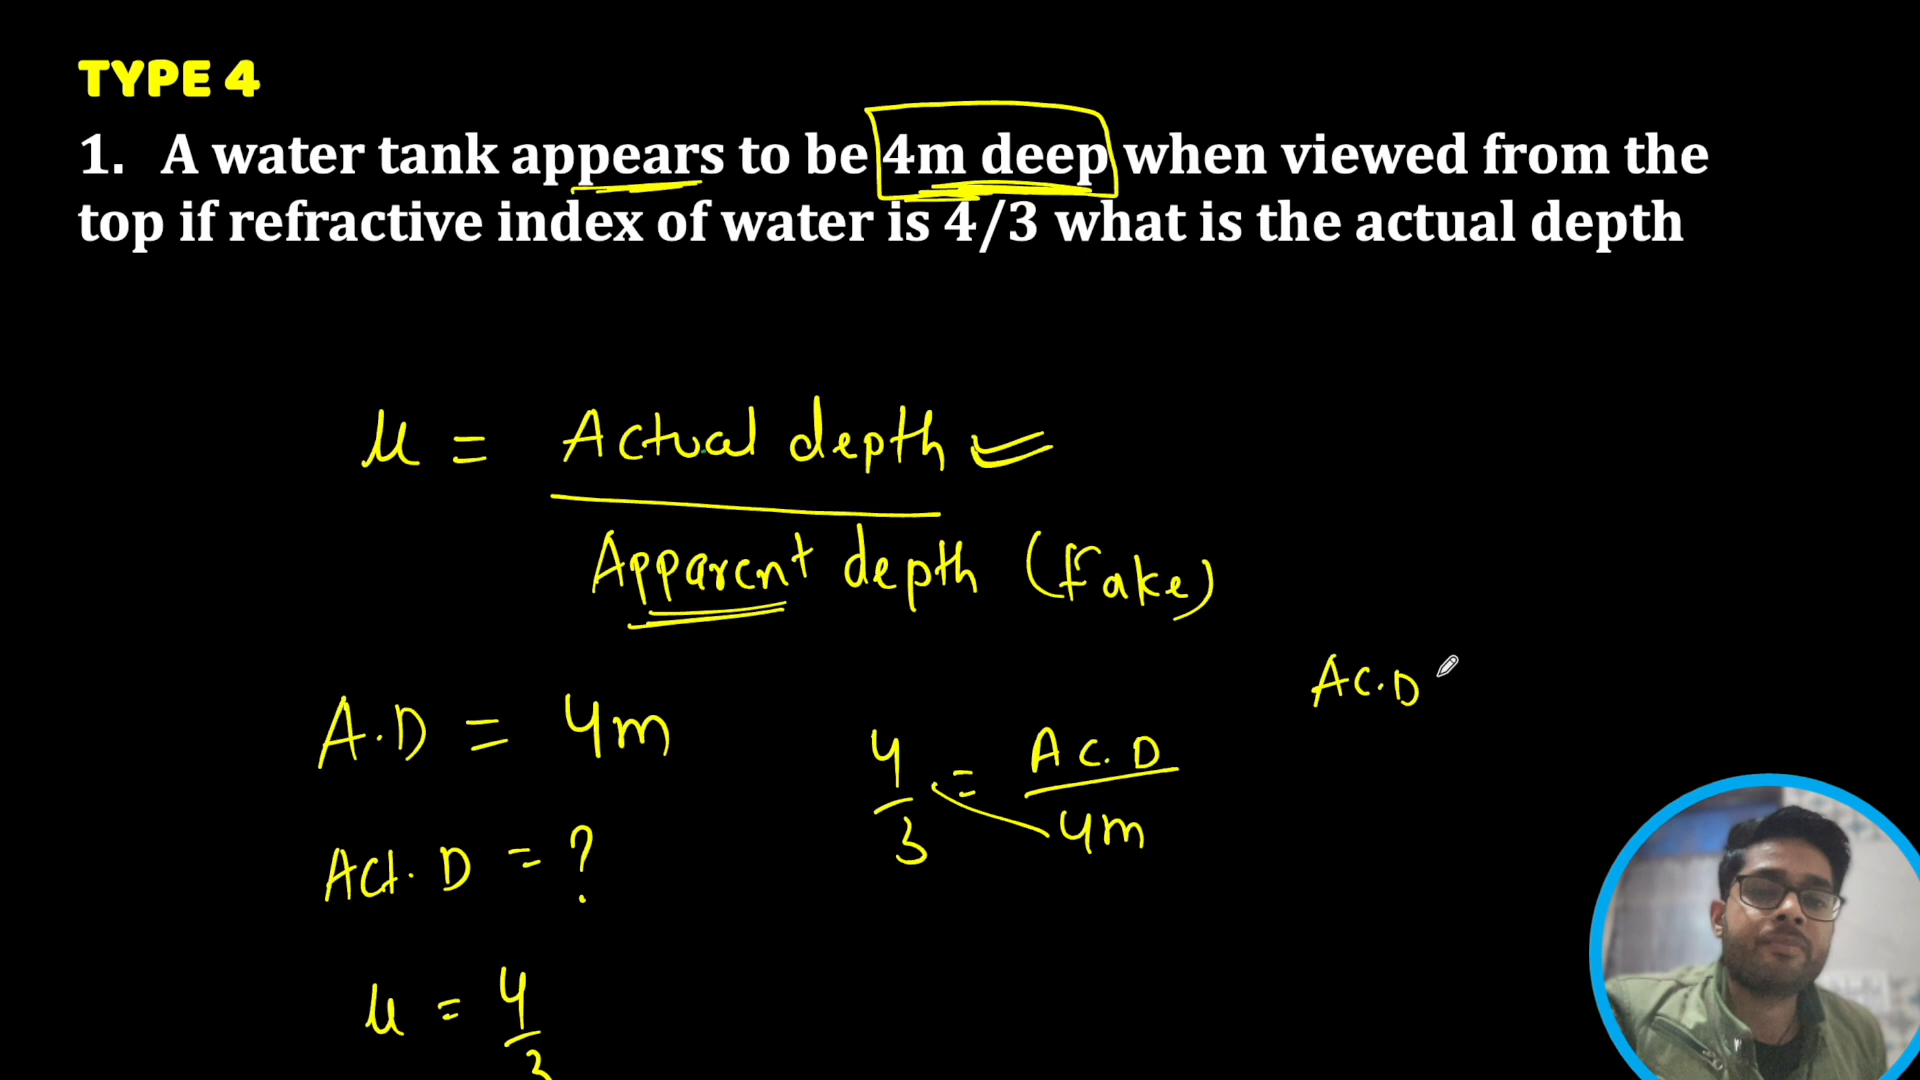 TYPE 4
1. A water tank appears to be 4m deep when viewed from the
top if refractive index of water is 4/3 what is the actual depth
μ = Actual depth
Apparent depth (Fake)
A.D = 4m
Act. D = ?
μ = 4/3
4/3 = AC.D/4m
AC.D